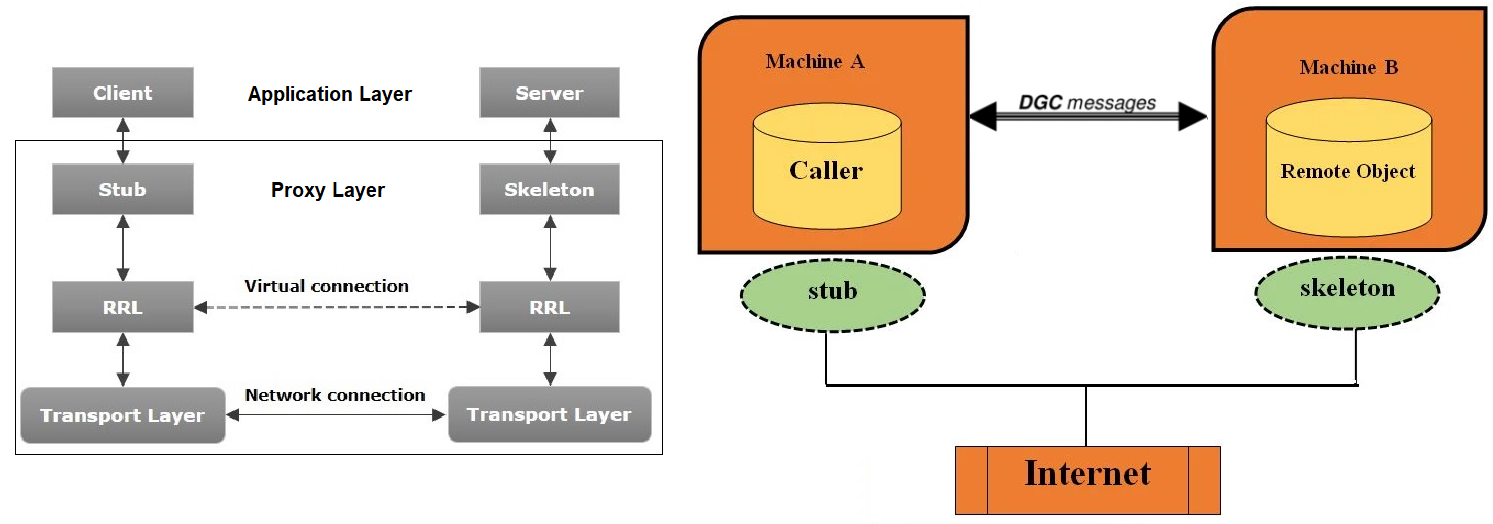 Client
Application Layer
Server
Stub
Proxy Layer
Skeleton
Virtual connection
RRL
RRL
Network connection
Transport Layer
Transport Layer
Machine A
Caller
DGC messages
Machine B
Remote Object
stub
skeleton
Internet